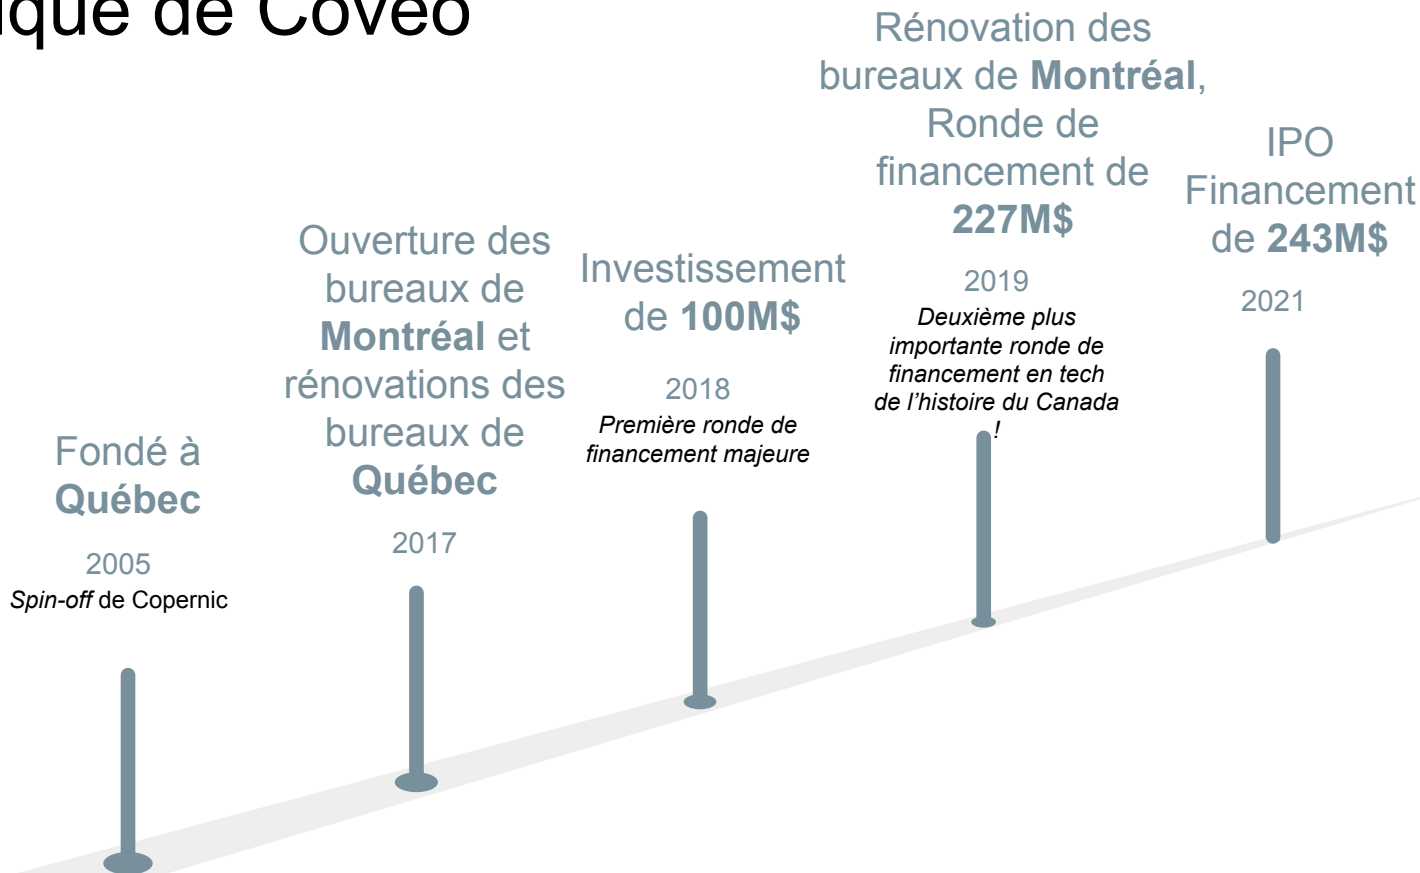 ique de Coveo
Fondé à
Québec
2005
Spin-off de Copernic
Ouverture des
bureaux de
Montréal et
rénovations des
bureaux de
Québec
2017
Investissement
de 100M$
2018
Première ronde de
financement majeure
Rénovation des
bureaux de Montréal,
Ronde de
financement de
227M$
2019
Deuxième plus
importante ronde de
financement en tech
de l’histoire du Canada
!
IPO
Financement
de 243M$
2021